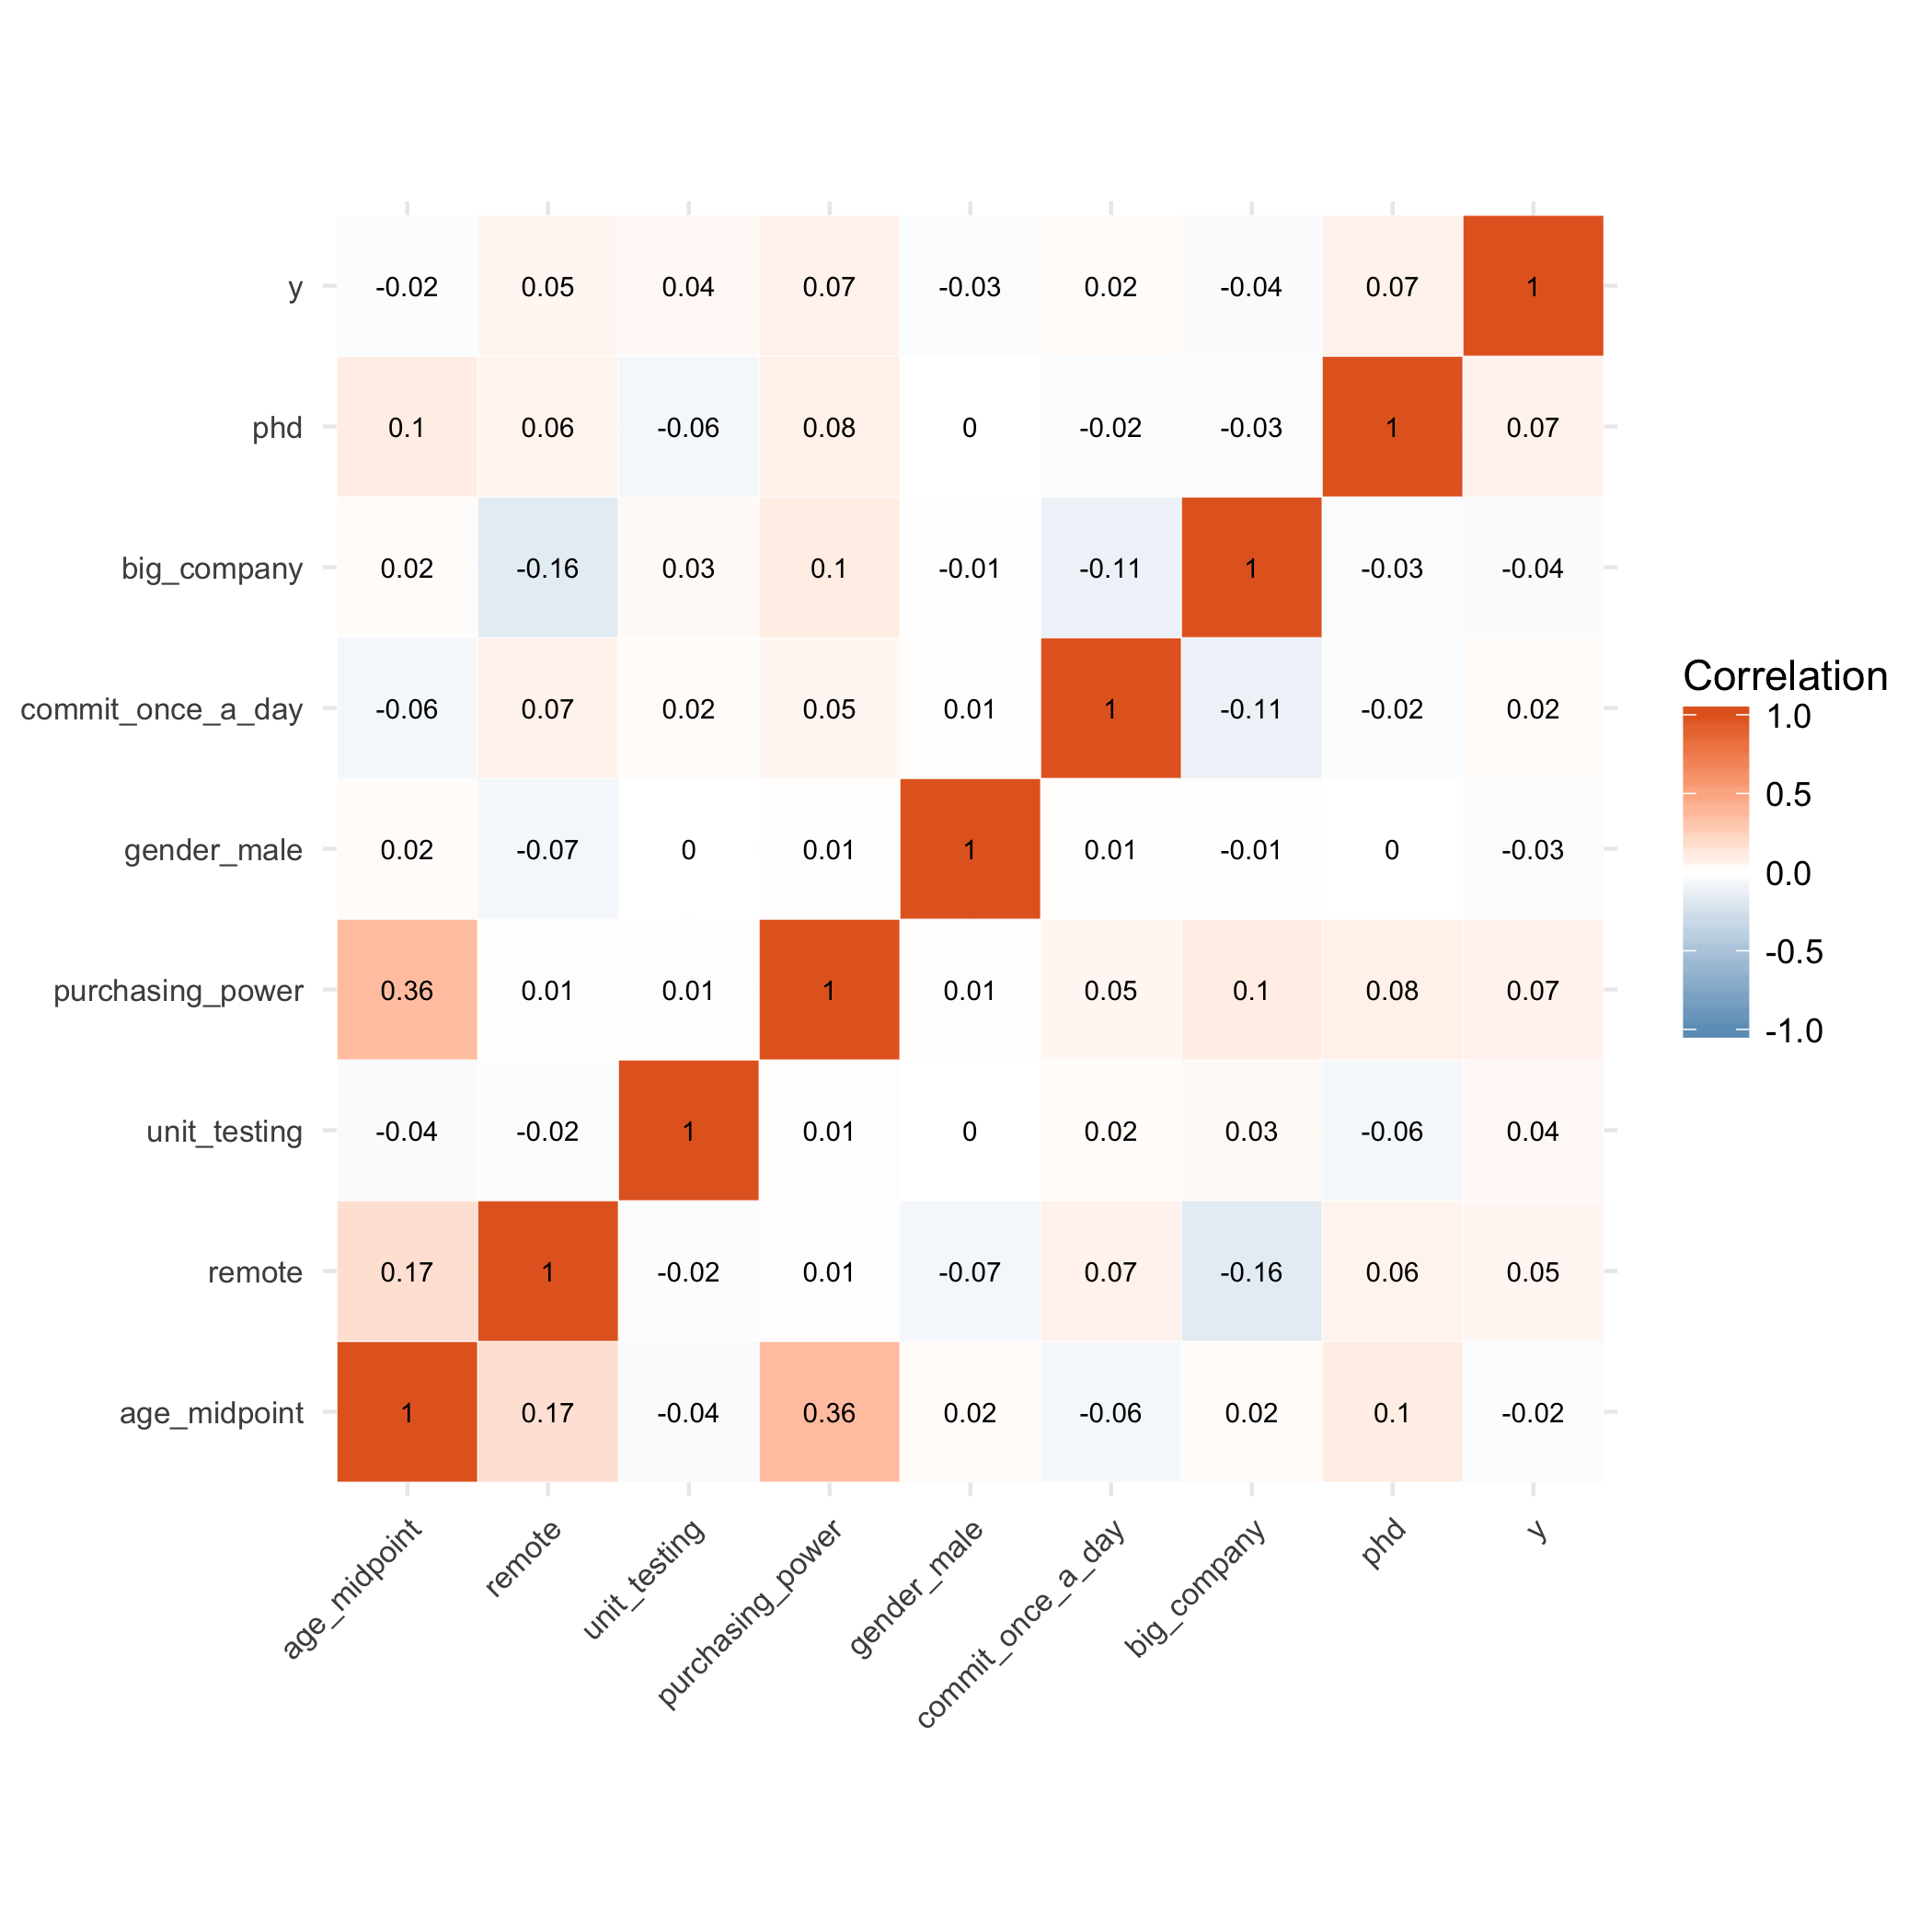 y -0.02 0.05 0.04 0.07 -0.03 0.02 -0.04 0.07 1
phd 0.1 0.06 -0.06 0.08 0 -0.02 -0.03 1 0.07
big_company 0.02 -0.16 0.03 0.1 -0.01 -0.11 1 -0.03 -0.04
commit_once_a_day -0.06 0.07 0.02 0.05 0.01 1 -0.11 -0.02 0.02
gender_male 0.02 -0.07 0 0.01 1 0.01 -0.01 0 -0.03
purchasing_power 0.36 0.01 0.01 1 0.01 0.05 0.1 0.08 0.07
unit_testing -0.04 -0.02 1 0.01 0 0.02 0.03 -0.06 0.04
remote 0.17 1 -0.02 0.01 -0.07 0.07 -0.16 0.06 0.05
age_midpoint 1 0.17 -0.04 0.36 0.02 -0.06 0.02 0.1 -0.02
age_midpoint remote unit_testing purchasing_power gender_male commit_once_a_day big_company phd y
Correlation
1.0
0.5
0.0
-0.5
-1.0